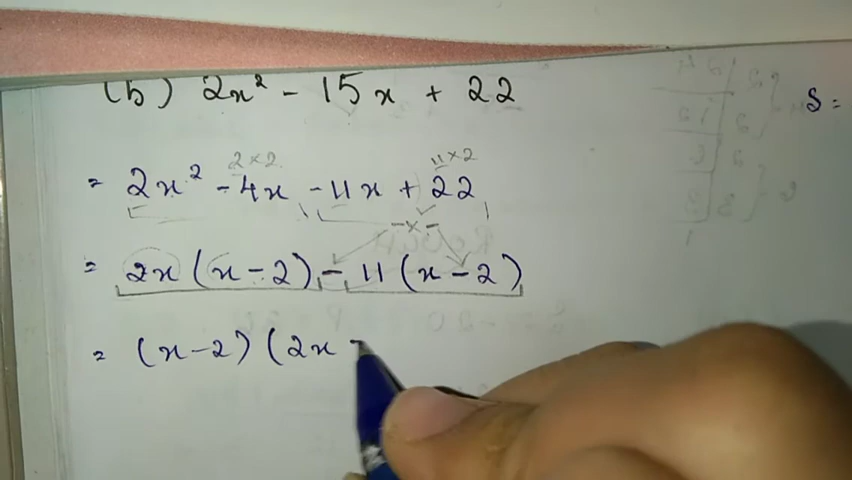 (b) 2x² - 15x + 22
2×2 11×2
= 2x² - 4x - 11x + 22
- × -
= 2x (x - 2) - 11 (x - 2)
= (x - 2) (2x -
S =